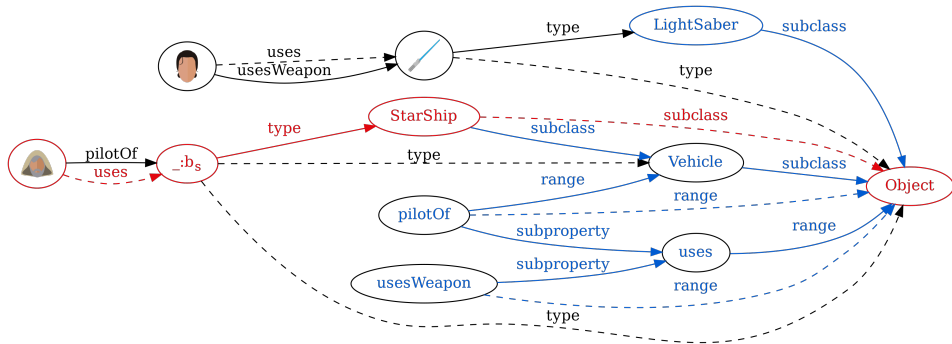 LightSaber
type
subclass
uses
usesWeapon
type
StarShip
subclass
type
subclass
pilotOf
type
Vehicle
subclass
_:bs
uses
range
range
Object
pilotOf
subproperty
range
uses
subproperty
usesWeapon
range
type